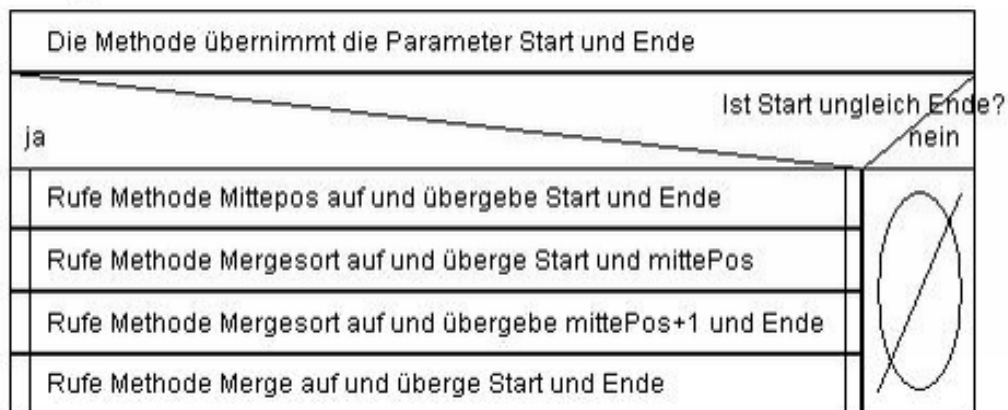 Die Methode übernimmt die Parameter Start und Ende
Ist Start ungleich Ende?
ja
nein
Rufe Methode Mittepos auf und übergebe Start und Ende
Rufe Methode Mergesort auf und überge Start und mittePos
Rufe Methode Mergesort auf und übergebe mittePos+1 und Ende
Rufe Methode Merge auf und überge Start und Ende